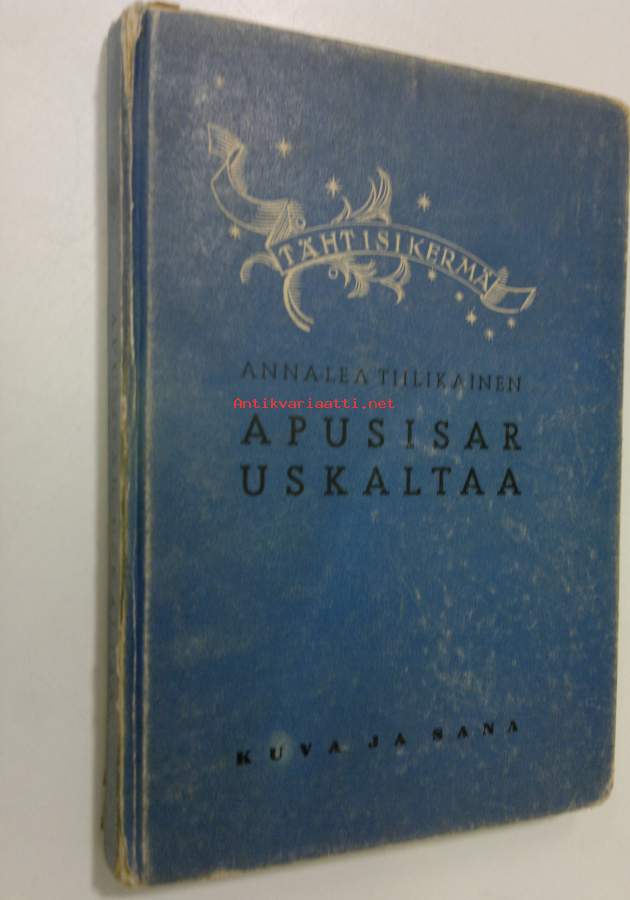 TÄHTISIKERMÄ
ANNA-LEA TIILIKAINEN
Antikvariaatti.net
APUSISAR
USKALTAA
KUVA JA SANA